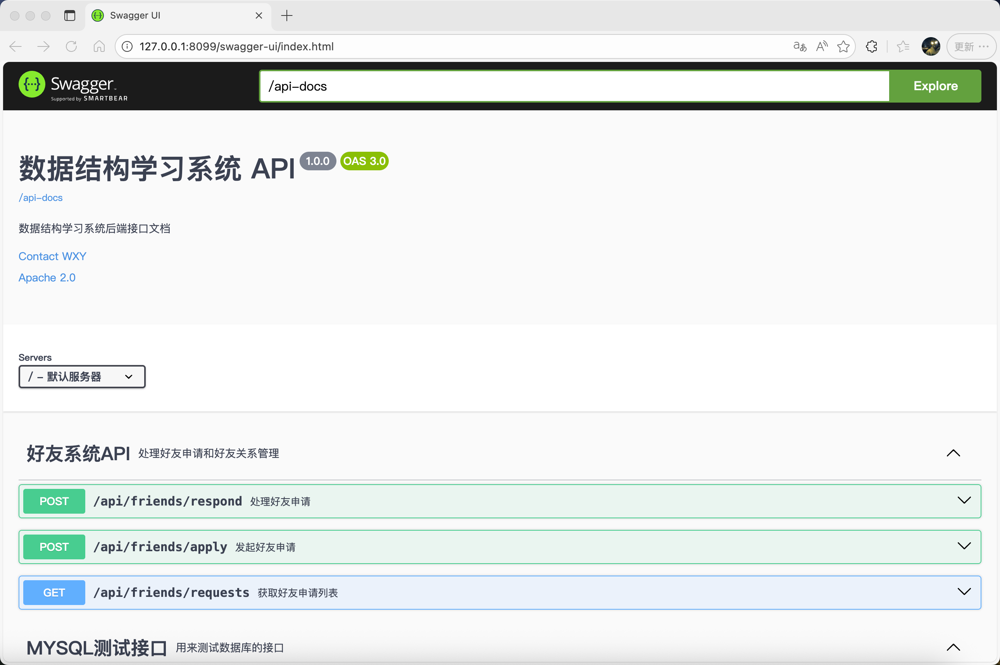 Swagger UI
127.0.0.1:8099/swagger-ui/index.html
更新
Swagger
Supported by SMARTBEAR
/api-docs
Explore
数据结构学习系统 API 1.0.0 OAS 3.0
/api-docs
数据结构学习系统后端接口文档
Contact WXY
Apache 2.0
Servers
/ - 默认服务器
好友系统API 处理好友申请和好友关系管理
POST /api/friends/respond 处理好友申请
POST /api/friends/apply 发起好友申请
GET /api/friends/requests 获取好友申请列表
MYSQL测试接口 用来测试数据库的接口